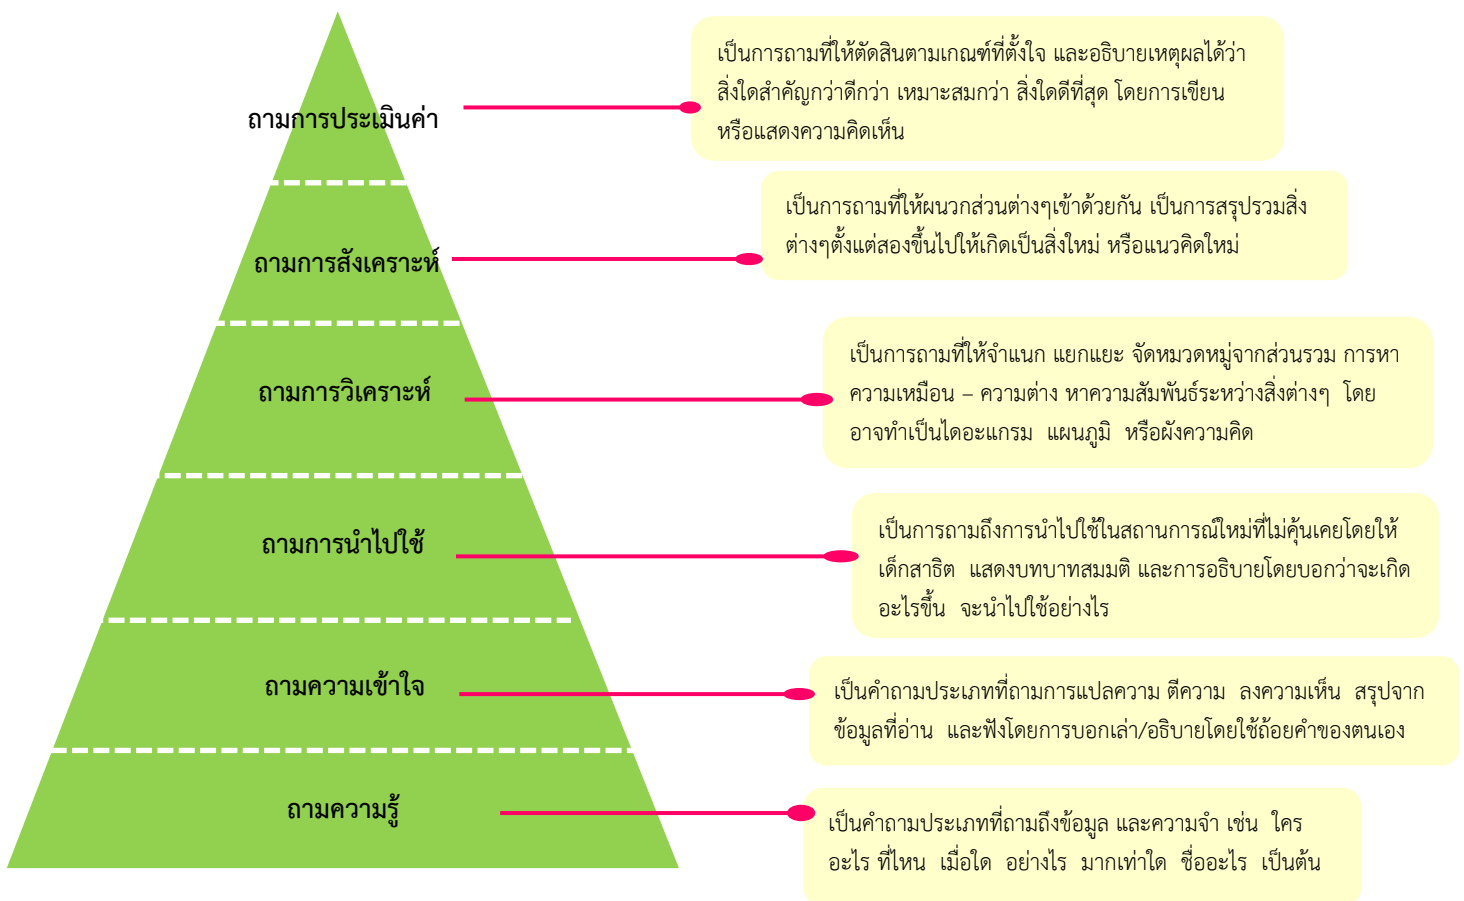 ถามการประเมินค่า
เป็นการถามที่ให้ตัดสินตามเกณฑ์ที่ตั้งใจ และอธิบายเหตุผลได้ว่า
สิ่งใดสำคัญกว่าดีกว่า เหมาะสมกว่า สิ่งใดดีที่สุด โดยการเขียน
หรือแสดงความคิดเห็น
ถามการสังเคราะห์
เป็นการถามที่ให้ผนวกส่วนต่างๆเข้าด้วยกัน เป็นการสรุปรวมสิ่ง
ต่างๆตั้งแต่สองขึ้นไปให้เกิดเป็นสิ่งใหม่ หรือแนวคิดใหม่
ถามการวิเคราะห์
เป็นการถามที่ให้จำแนก แยกแยะ จัดหมวดหมู่จากส่วนรวม การหา
ความเหมือน – ความต่าง หาความสัมพันธ์ระหว่างสิ่งต่างๆ โดย
อาจทำเป็นไดอะแกรม แผนภูมิ หรือผังความคิด
ถามการนำไปใช้
เป็นการถามถึงการนำไปใช้ในสถานการณ์ใหม่ที่ไม่คุ้นเคยโดยให้
เด็กสาธิต แสดงบทบาทสมมติ และการอธิบายโดยบอกว่าจะเกิด
อะไรขึ้น จะนำไปใช้อย่างไร
ถามความเข้าใจ
เป็นคำถามประเภทที่ถามการแปลความ ตีความ ลงความเห็น สรุปจาก
ข้อมูลที่อ่าน และฟังโดยการบอกเล่า/อธิบายโดยใช้ถ้อยคำของตนเอง
ถามความรู้
เป็นคำถามประเภทที่ถามถึงข้อมูล และความจำ เช่น ใคร
อะไร ที่ไหน เมื่อใด อย่างไร มากเท่าใด ชื่ออะไร เป็นต้น